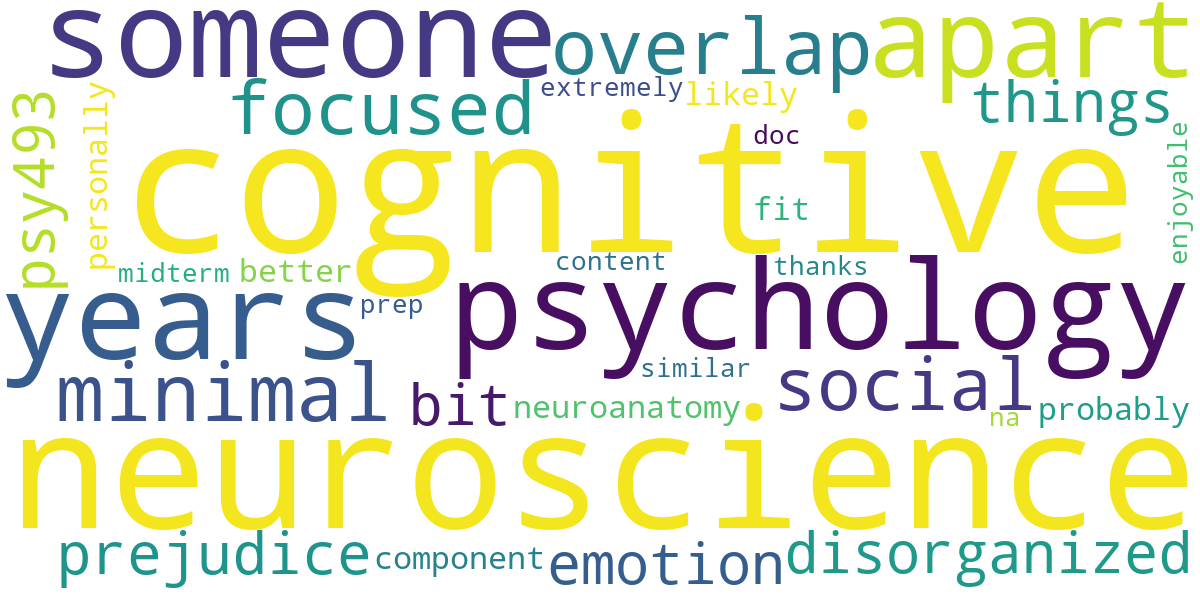 someone
overlap
apart
focused
extremely
likely
things
psy493
personally
doc
cognitive
enjoyable
fit
midterm
better
content
thanks
years
prep
psychology
minimal
bit
similar
social
neuroanatomy
na
probably
neuroscience
prejudice
component
emotion
disorganized